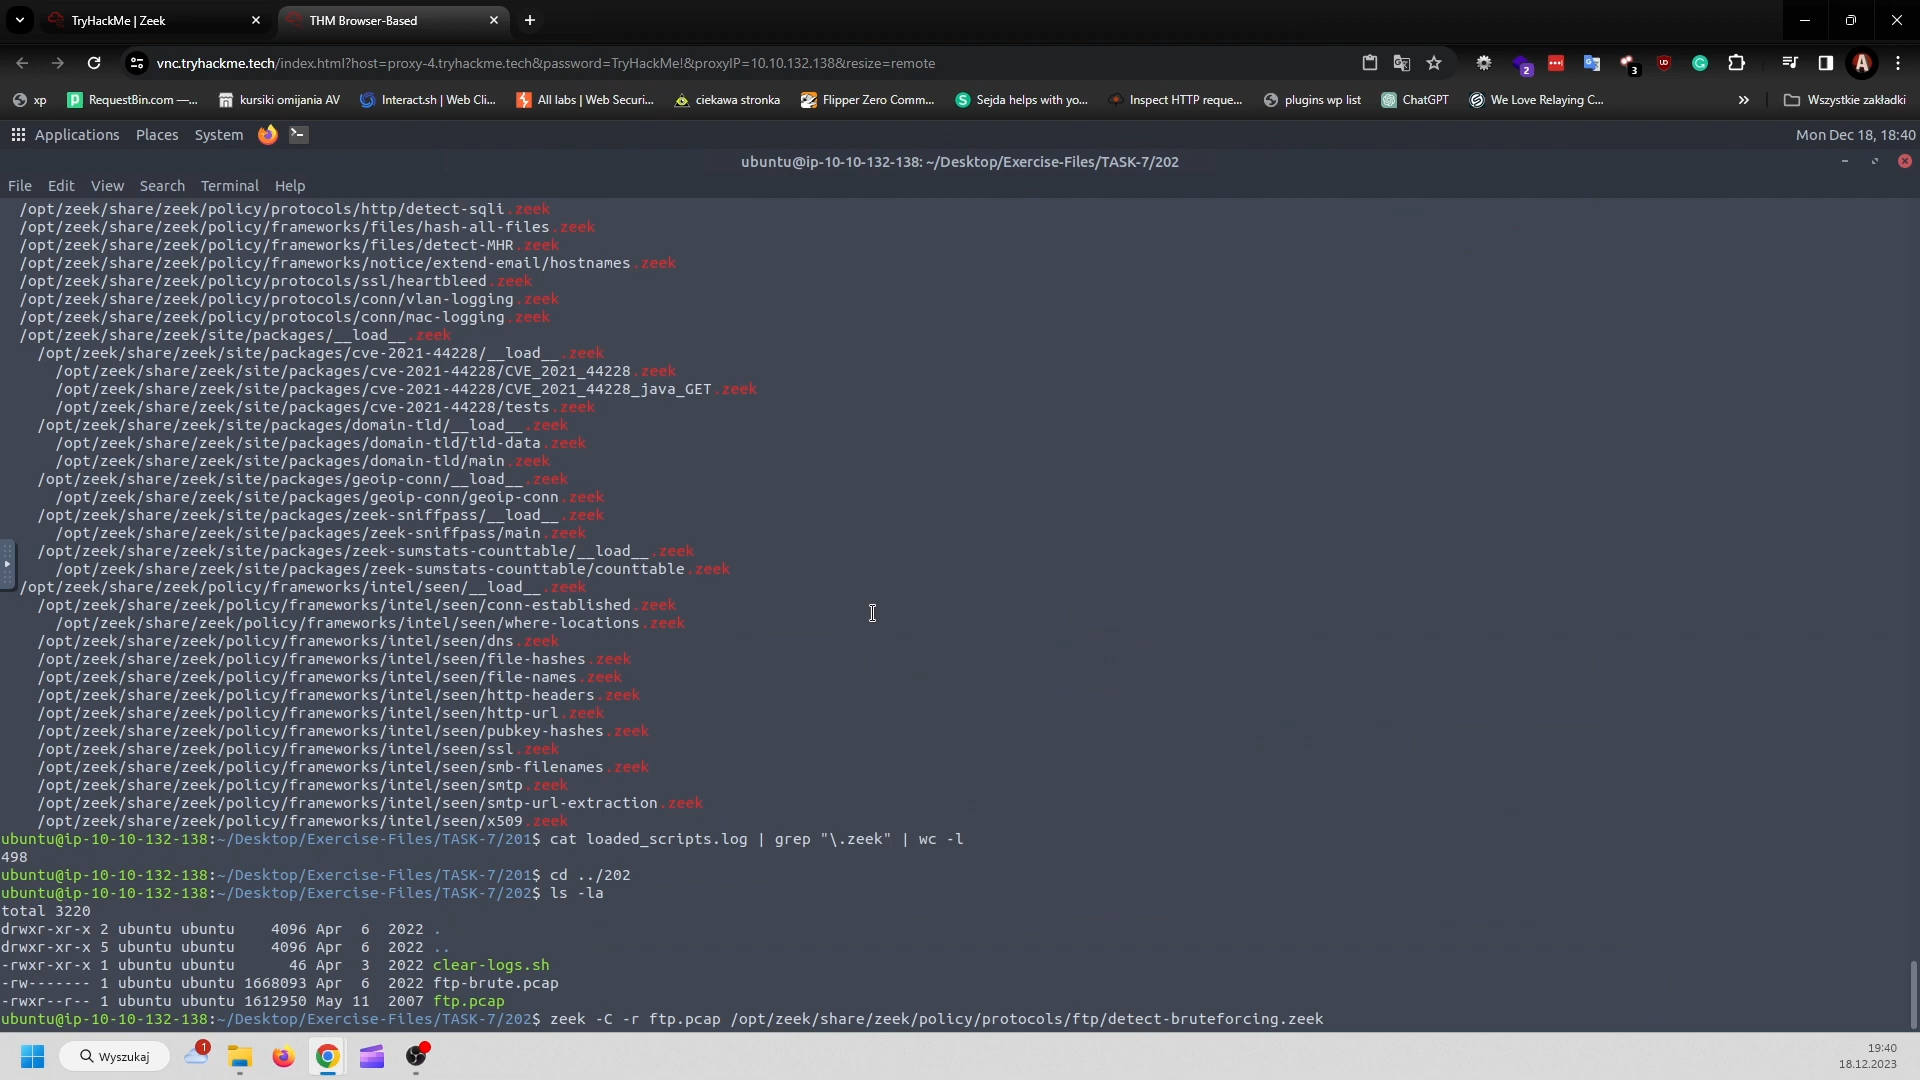 TryHackMe | Zeek
THM Browser-Based
vnc.tryhackme.tech/index.html?host=proxy-4.tryhackme.tech&password=TryHackMe!&proxyIP=10.10.132.138&resize=remote
2
3
A
xp
RequestBin.com —...
kursiki omijania AV
Interact.sh | Web Cli...
All labs | Web Securi...
ciekawa stronka
Flipper Zero Comm...
Sejda helps with yo...
Inspect HTTP reque...
plugins wp list
ChatGPT
We Love Relaying C...
»
Wszystkie zakładki
Applications Places System
Mon Dec 18, 18:40
ubuntu@ip-10-10-132-138: ~/Desktop/Exercise-Files/TASK-7/202
File Edit View Search Terminal Help
/opt/zeek/share/zeek/policy/protocols/http/detect-sqli.zeek
/opt/zeek/share/zeek/policy/frameworks/files/hash-all-files.zeek
/opt/zeek/share/zeek/policy/frameworks/files/detect-MHR.zeek
/opt/zeek/share/zeek/policy/frameworks/notice/extend-email/hostnames.zeek
/opt/zeek/share/zeek/policy/protocols/ssl/heartbleed.zeek
/opt/zeek/share/zeek/policy/protocols/conn/vlan-logging.zeek
/opt/zeek/share/zeek/policy/protocols/conn/mac-logging.zeek
/opt/zeek/share/zeek/site/packages/__load__.zeek
/opt/zeek/share/zeek/site/packages/cve-2021-44228/__load__.zeek
/opt/zeek/share/zeek/site/packages/cve-2021-44228/CVE_2021_44228.zeek
/opt/zeek/share/zeek/site/packages/cve-2021-44228/CVE_2021_44228_java_GET.zeek
/opt/zeek/share/zeek/site/packages/cve-2021-44228/tests.zeek
/opt/zeek/share/zeek/site/packages/domain-tld/__load__.zeek
/opt/zeek/share/zeek/site/packages/domain-tld/tld-data.zeek
/opt/zeek/share/zeek/site/packages/domain-tld/main.zeek
/opt/zeek/share/zeek/site/packages/geoip-conn/__load__.zeek
/opt/zeek/share/zeek/site/packages/geoip-conn/geoip-conn.zeek
/opt/zeek/share/zeek/site/packages/zeek-sniffpass/__load__.zeek
/opt/zeek/share/zeek/site/packages/zeek-sniffpass/main.zeek
/opt/zeek/share/zeek/site/packages/zeek-sumstats-counttable/__load__.zeek
/opt/zeek/share/zeek/site/packages/zeek-sumstats-counttable/counttable.zeek
/opt/zeek/share/zeek/policy/frameworks/intel/seen/__load__.zeek
/opt/zeek/share/zeek/policy/frameworks/intel/seen/conn-established.zeek
/opt/zeek/share/zeek/policy/frameworks/intel/seen/where-locations.zeek
/opt/zeek/share/zeek/policy/frameworks/intel/seen/dns.zeek
/opt/zeek/share/zeek/policy/frameworks/intel/seen/file-hashes.zeek
/opt/zeek/share/zeek/policy/frameworks/intel/seen/file-names.zeek
/opt/zeek/share/zeek/policy/frameworks/intel/seen/http-headers.zeek
/opt/zeek/share/zeek/policy/frameworks/intel/seen/http-url.zeek
/opt/zeek/share/zeek/policy/frameworks/intel/seen/pubkey-hashes.zeek
/opt/zeek/share/zeek/policy/frameworks/intel/seen/ssl.zeek
/opt/zeek/share/zeek/policy/frameworks/intel/seen/smb-filenames.zeek
/opt/zeek/share/zeek/policy/frameworks/intel/seen/smtp.zeek
/opt/zeek/share/zeek/policy/frameworks/intel/seen/smtp-url-extraction.zeek
/opt/zeek/share/zeek/policy/frameworks/intel/seen/x509.zeek
ubuntu@ip-10-10-132-138:~/Desktop/Exercise-Files/TASK-7/201$ cat loaded_scripts.log | grep "\.zeek" | wc -l
498
ubuntu@ip-10-10-132-138:~/Desktop/Exercise-Files/TASK-7/201$ cd ../202
ubuntu@ip-10-10-132-138:~/Desktop/Exercise-Files/TASK-7/202$ ls -la
total 3220
drwxr-xr-x 2 ubuntu ubuntu    4096 Apr  6  2022 .
drwxr-xr-x 5 ubuntu ubuntu    4096 Apr  6  2022 ..
-rwxr-xr-x 1 ubuntu ubuntu      46 Apr  3  2022 clear-logs.sh
-rw------- 1 ubuntu ubuntu 1668093 Apr  6  2022 ftp-brute.pcap
-rwxr--r-- 1 ubuntu ubuntu 1612950 May 11  2007 ftp.pcap
ubuntu@ip-10-10-132-138:~/Desktop/Exercise-Files/TASK-7/202$ zeek -C -r ftp.pcap /opt/zeek/share/zeek/policy/protocols/ftp/detect-bruteforcing.zeek
Wyszukaj
1
19:40
18.12.2023